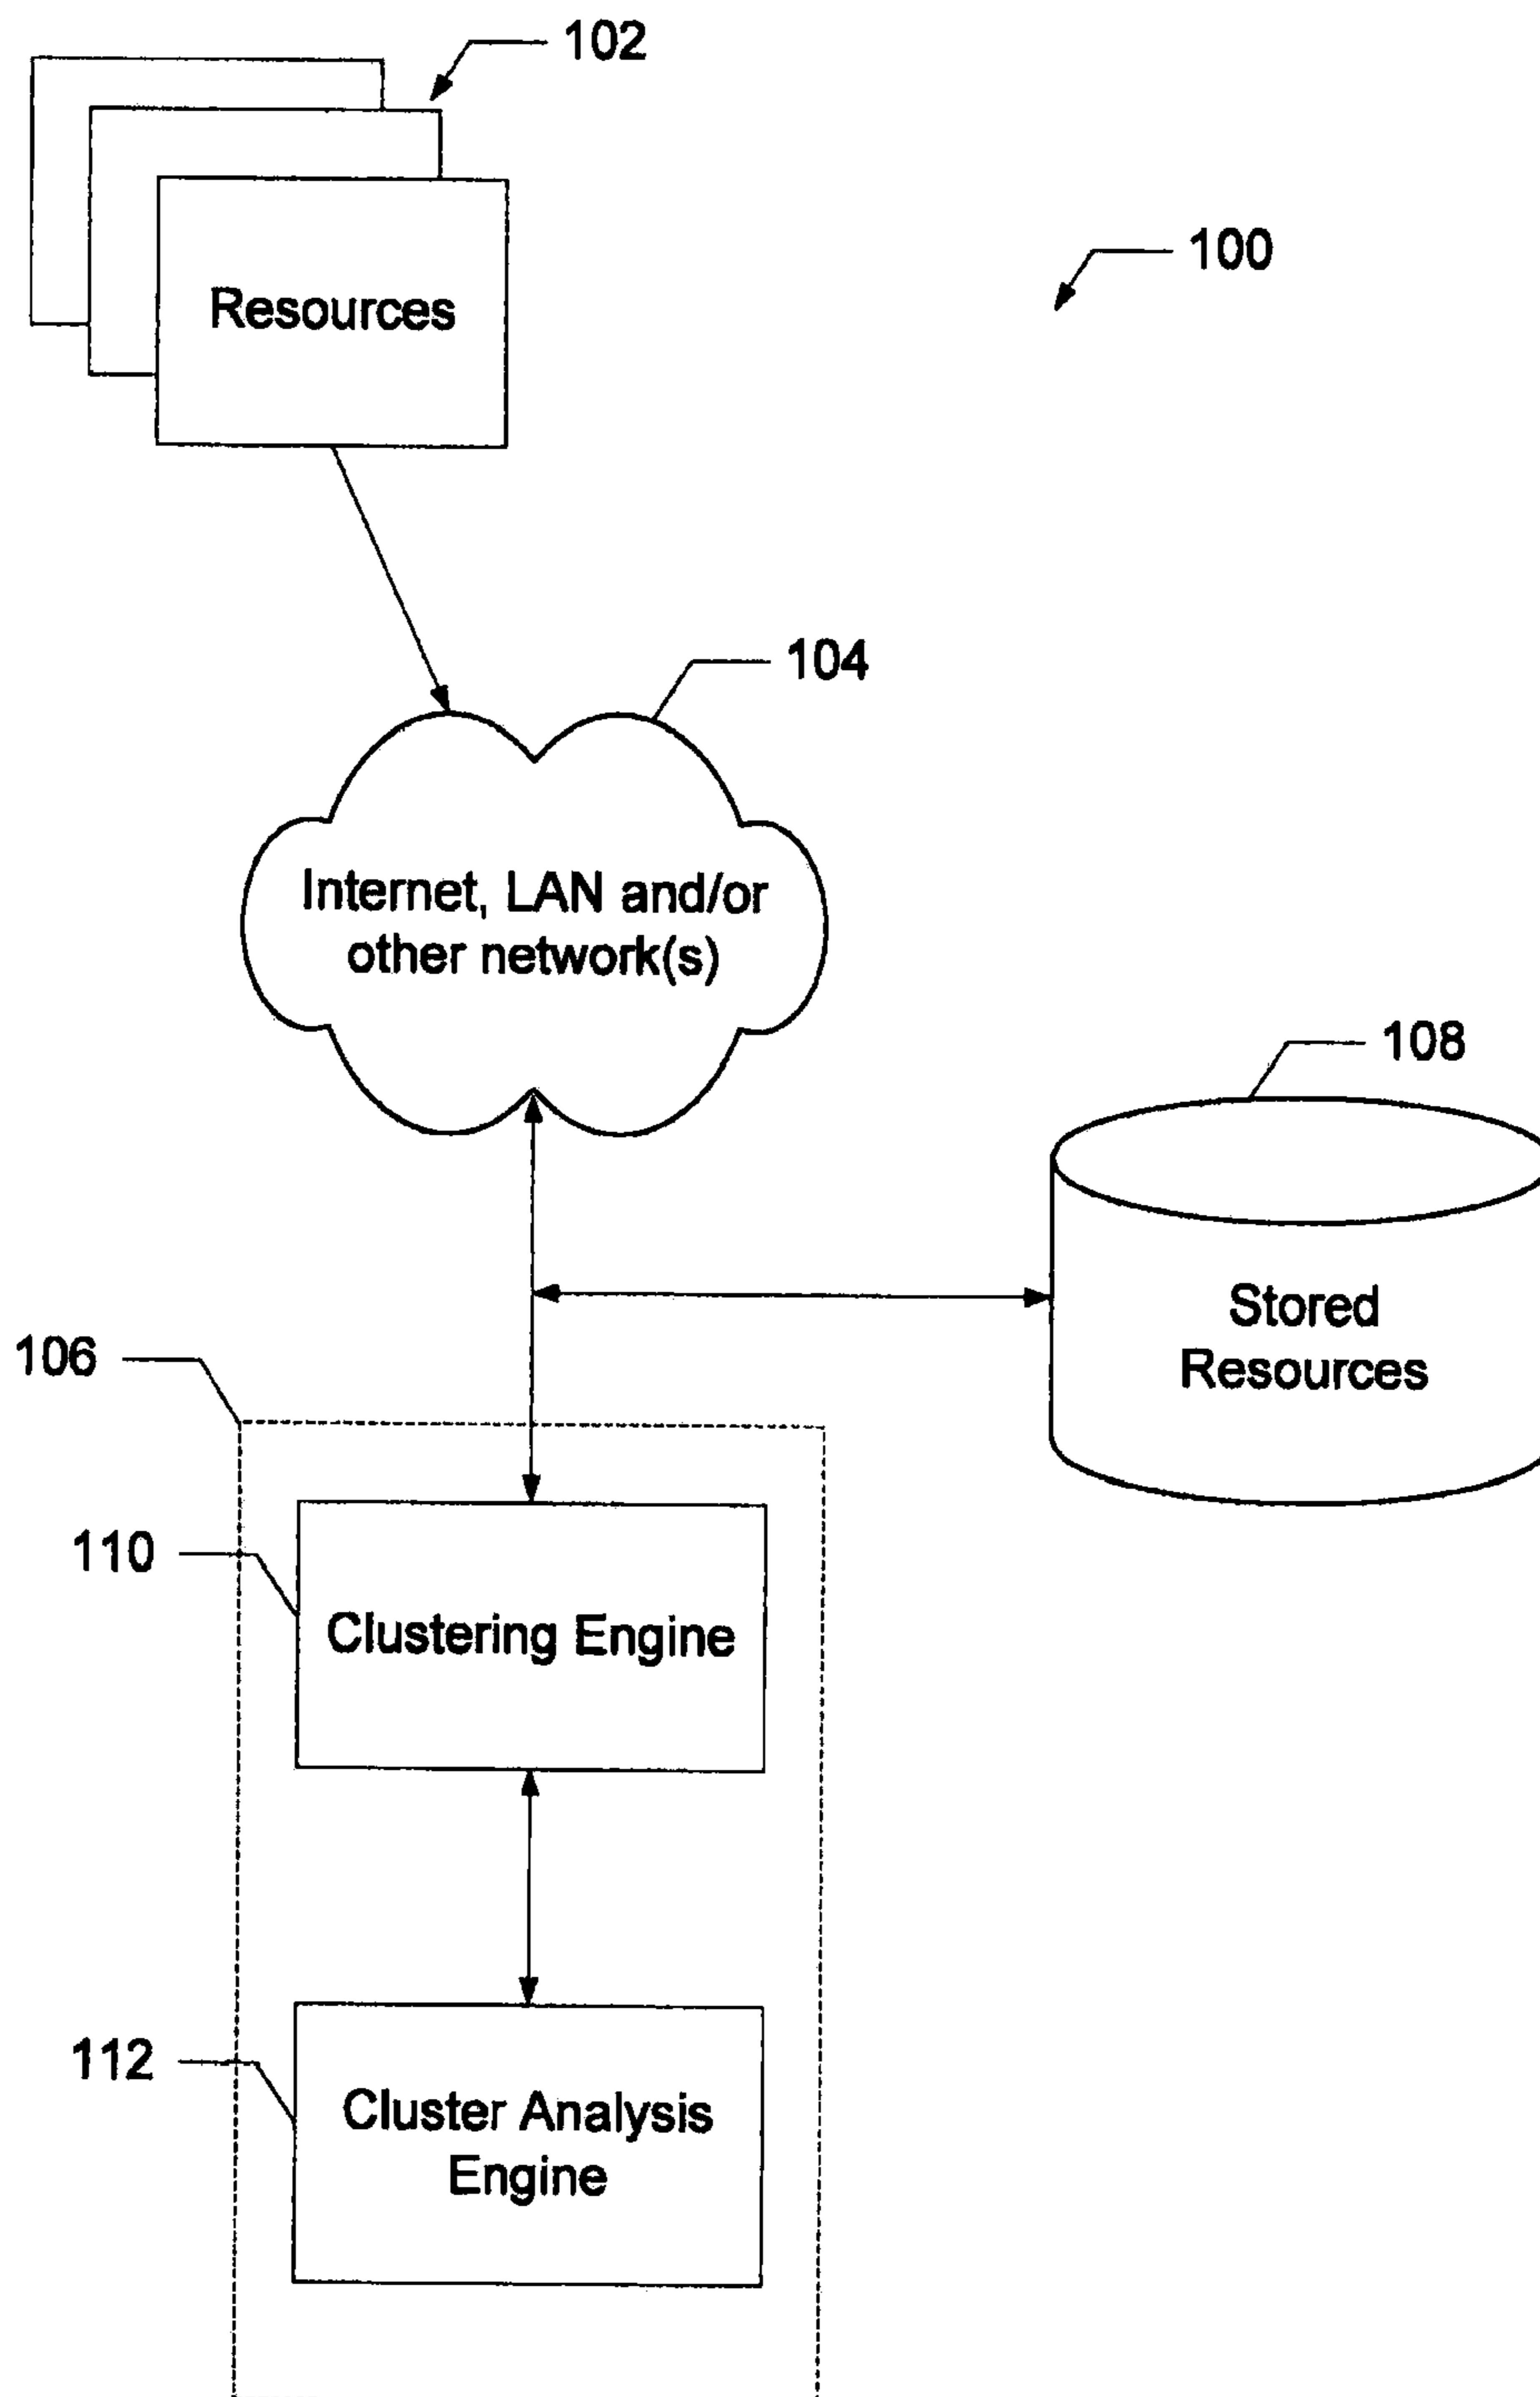 102
100
Resources
104
Internet, LAN and/or
other network(s)
108
Stored
Resources
106
110
Clustering Engine
112
Cluster Analysis
Engine